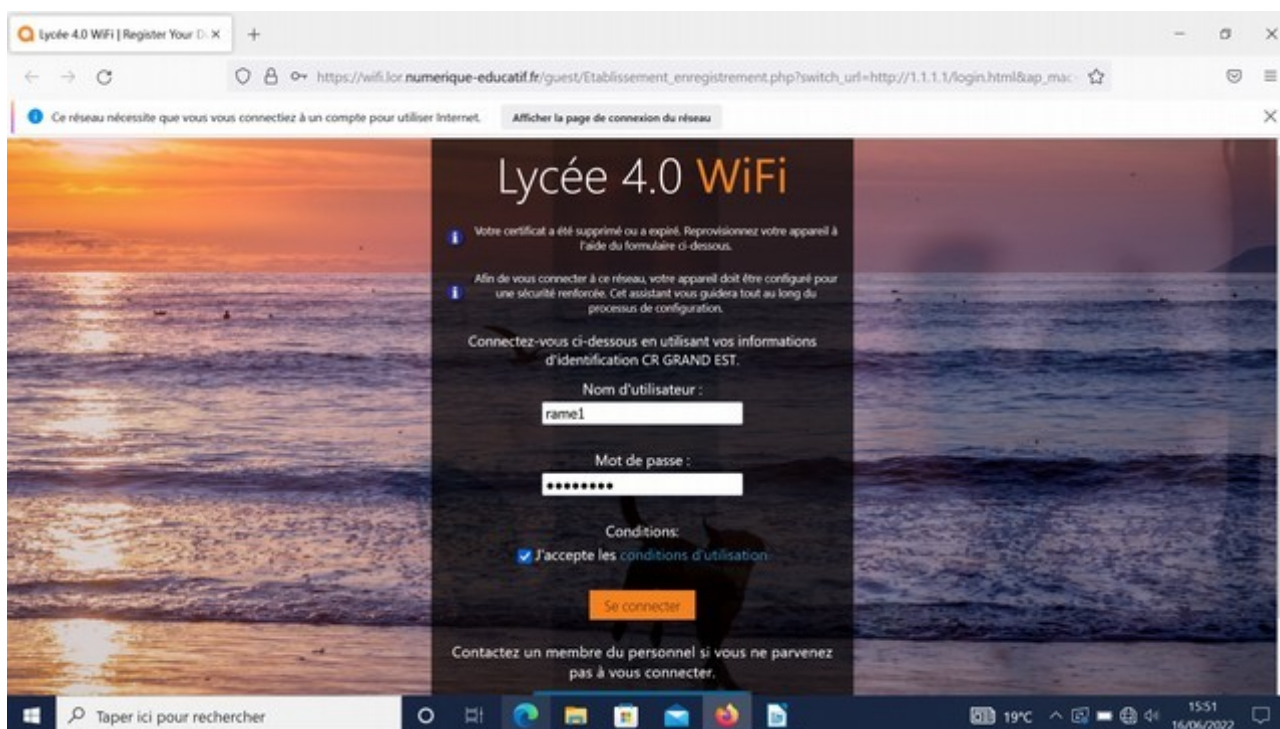 Lycée 4.0 WiFi | Register Your D
https://wifi.lor.numerique-educatif.fr/guest/Etablissement_enregistrement.php?switch_url=http://1.1.1.1/login.html&ap_mac
Ce réseau nécessite que vous vous connectiez à un compte pour utiliser Internet. Afficher la page de connexion du réseau
Lycée 4.0 WiFi
Votre certificat a été supprimé ou a expiré. Reprovisionnez votre appareil à
l'aide du formulaire ci-dessous.
Afin de vous connecter à ce réseau, votre appareil doit être configuré pour
une sécurité renforcée. Cet assistant vous guidera tout au long du
processus de configuration.
Connectez-vous ci-dessous en utilisant vos informations
d'identification CR GRAND EST.
Nom d'utilisateur :
rame1
Mot de passe :
••••••••
Conditions:
J'accepte les conditions d'utilisation
Se connecter
Contactez un membre du personnel si vous ne parvenez
pas à vous connecter.
Taper ici pour rechercher
19°C
15:51
16/06/2022